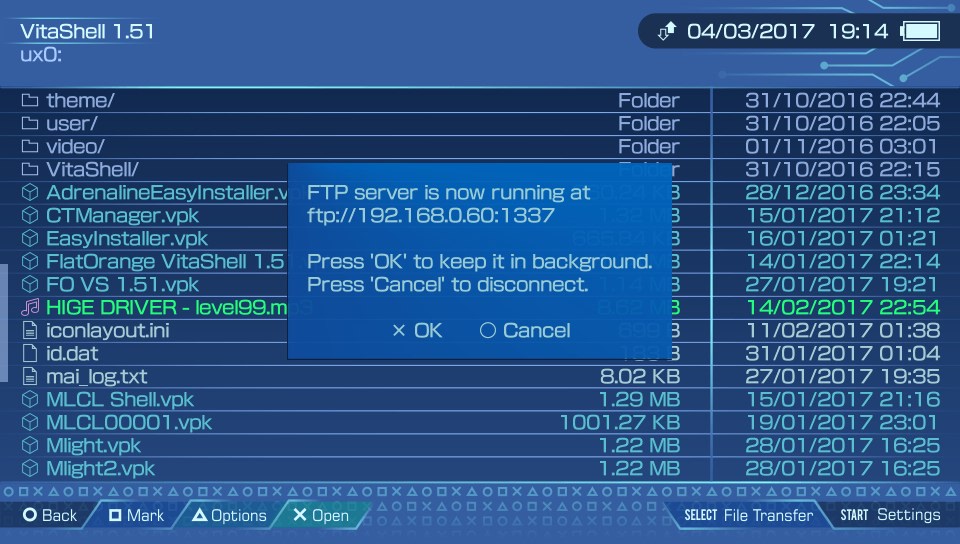 VitaShell 1.51
04/03/2017 19:14
ux0:
theme/ Folder 31/10/2016 22:44
user/ Folder 31/10/2016 22:05
video/ Folder 01/11/2016 03:01
VitaShell/ Folder 31/10/2016 22:15
AdrenalineEasyInstaller.v KB 28/12/2016 23:34
CTManager.vpk B 15/01/2017 21:12
EasyInstaller.vpk B 16/01/2017 01:21
FlatOrange VitaShell 1.5 B 14/01/2017 22:14
FO VS 1.51.vpk B 27/01/2017 19:21
HIGE DRIVER - level99.m B 14/02/2017 22:54
iconlayout.ini B 11/02/2017 01:38
id.dat B 31/01/2017 01:04
mai_log.txt 8.02 KB 27/01/2017 19:35
MLCL Shell.vpk 1.29 MB 15/01/2017 21:16
MLCL00001.vpk 1001.27 KB 19/01/2017 23:01
Mlight.vpk 1.22 MB 28/01/2017 16:25
Mlight2.vpk 1.22 MB 28/01/2017 16:25
FTP server is now running at
ftp://192.168.0.60:1337
Press 'OK' to keep it in background.
Press 'Cancel' to disconnect.
✕ OK ○ Cancel
Back Mark Options Open SELECT File Transfer START Settings